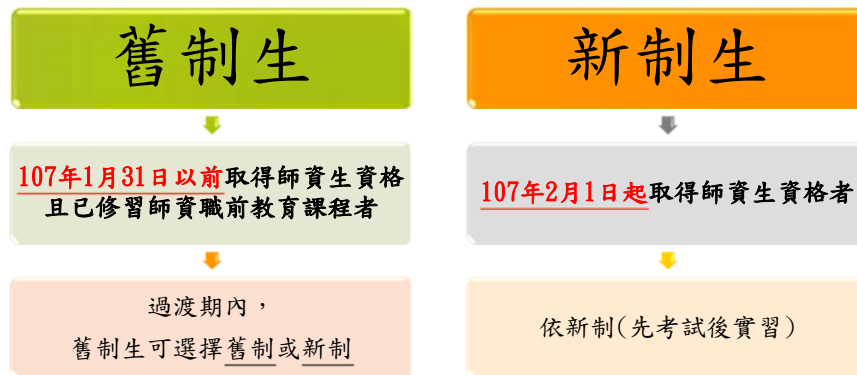 舊制生
107年1月31日以前取得師資生資格
且已修習師資職前教育課程者
過渡期內，
舊制生可選擇舊制或新制
新制生
107年2月1日起取得師資生資格者
依新制(先考試後實習)